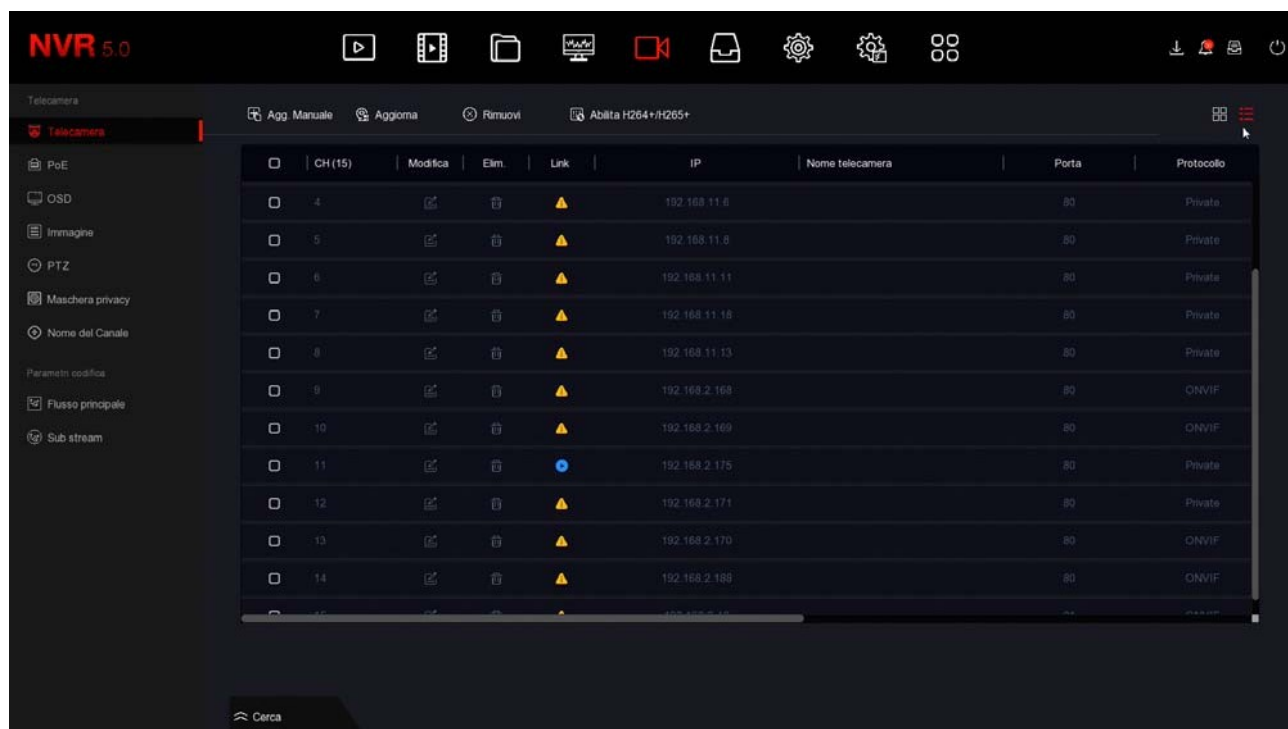 NVR 5.0
Telecamera
Telecamera
PoE
OSD
Immagine
PTZ
Maschera privacy
Nome del Canale
Parametri codifica
Flusso principale
Sub stream
Agg. Manuale Aggiorna Rimuovi Abilita H264+/H265+
CH (15) Modifica Elim. Link IP Nome telecamera Porta Protocollo
4 192.168.11.6 80 Private
5 192.168.11.8 80 Private
6 192.168.11.11 80 Private
7 192.168.11.18 80 Private
8 192.168.11.13 80 Private
9 192.168.2.168 80 ONVIF
10 192.168.2.169 80 ONVIF
11 192.168.2.175 80 Private
12 192.168.2.171 80 Private
13 192.168.2.170 80 ONVIF
14 192.168.2.188 80 ONVIF
Cerca